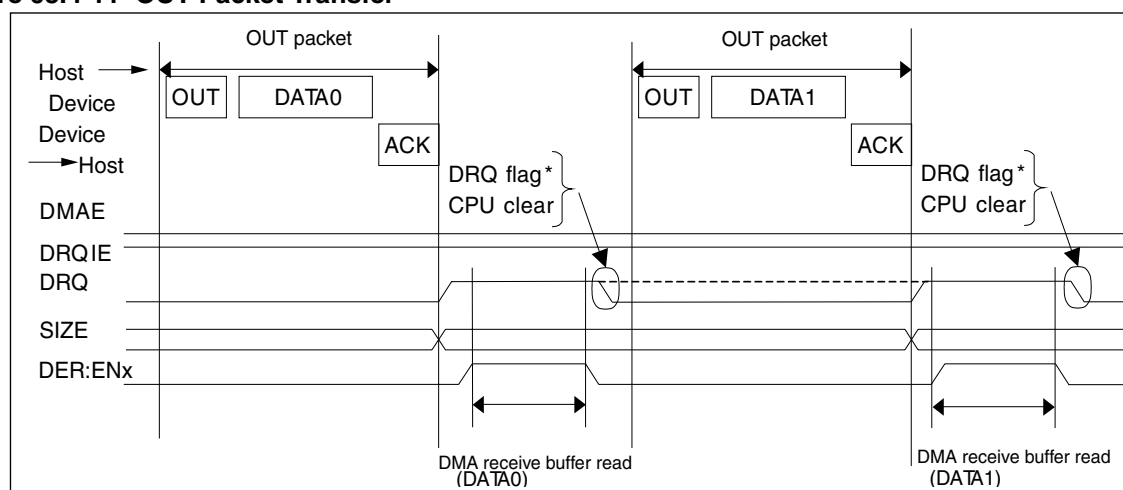 OUT packet
OUT packet
Host
Device
OUT
DATA0
OUT
DATA1
Device
Host
ACK
ACK
DRQ flag*
CPU clear
DRQ flag*
CPU clear
DMAE
DRQIE
DRQ
SIZE
DER:ENx
DMA receive buffer read
(DATA0)
DMA receive buffer read
(DATA1)